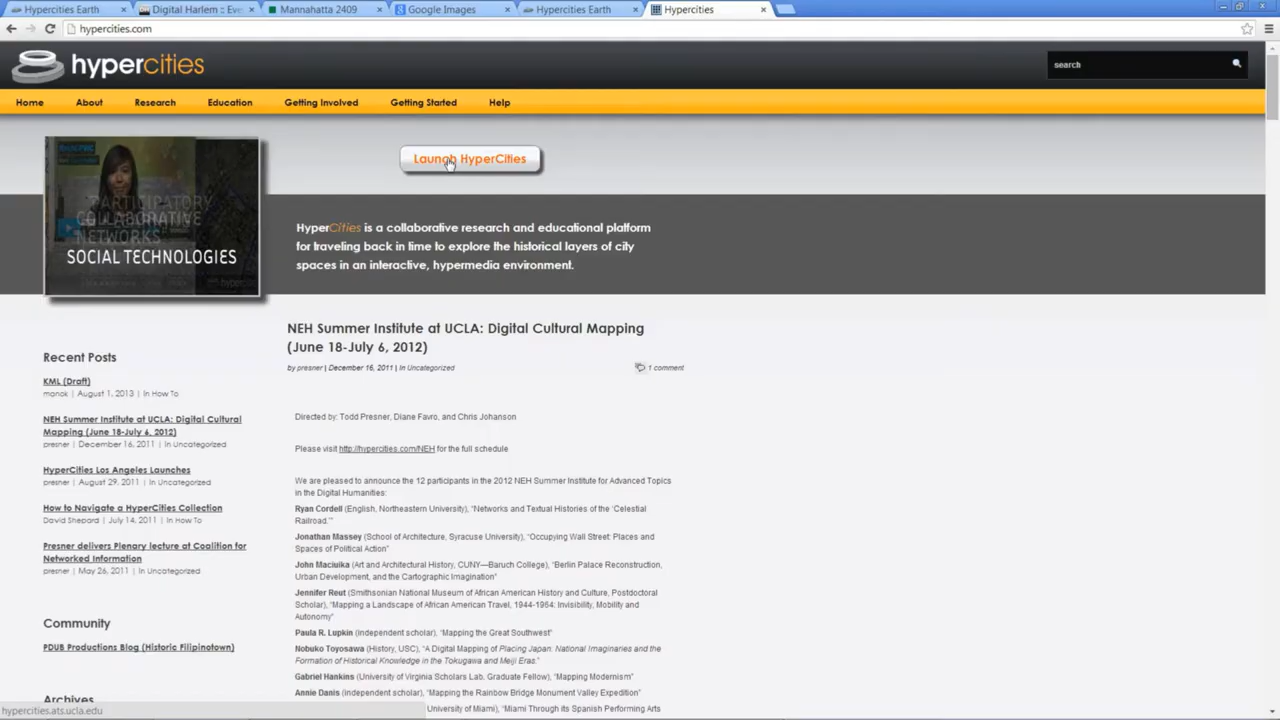 Hypercities Earth
Digital Harlem :: Eve
Mannahatta 2409
Google Images
Hypercities Earth
Hypercities
hypercities.com
hypercities
search
Home About Research Education Getting Involved Getting Started Help
Launch HyperCities
PARTICIPATORY
COLLABORATIVE
NETWORKS
SOCIAL TECHNOLOGIES
HyperCities is a collaborative research and educational platform
for traveling back in time to explore the historical layers of city
spaces in an interactive, hypermedia environment.
NEH Summer Institute at UCLA: Digital Cultural Mapping
(June 18-July 6, 2012)
by presner | December 16, 2011 | In Uncategorized
1 comment
Directed by: Todd Presner, Diane Favro, and Chris Johanson
Please visit http://hypercities.com/NEH for the full schedule
We are pleased to announce the 12 participants in the 2012 NEH Summer Institute for Advanced Topics
in the Digital Humanities:
Ryan Cordell (English, Northeastern University), “Networks and Textual Histories of the ‘Celestial
Railroad.’”
Jonathan Massey (School of Architecture, Syracuse University), “Occupying Wall Street: Places and
Spaces of Political Action”
John Maciuika (Art and Architectural History, CUNY—Baruch College), “Berlin Palace Reconstruction,
Urban Development, and the Cartographic Imagination”
Jennifer Reut (Smithsonian National Museum of African American History and Culture, Postdoctoral
Scholar), “Mapping a Landscape of African American Travel, 1944-1964: Invisibility, Mobility and
Autonomy”
Paula R. Lupkin (independent scholar), “Mapping the Great Southwest”
Nobuko Toyosawa (History, USC), “A Digital Mapping of Placing Japan: National Imaginaries and the
Formation of Historical Knowledge in the Tokugawa and Meiji Eras.”
Gabriel Hankins (University of Virginia Scholars Lab, Graduate Fellow), “Mapping Modernism”
Annie Danis (independent scholar), “Mapping the Rainbow Bridge Monument Valley Expedition”
University of Miami), “Miami Through its Spanish Performing Arts
Recent Posts
KML (Draft)
manok | August 1, 2013 | In How To
NEH Summer Institute at UCLA: Digital Cultural
Mapping (June 18-July 6, 2012)
presner | December 16, 2011 | In Uncategorized
HyperCities Los Angeles Launches
presner | August 29, 2011 | In Uncategorized
How to Navigate a HyperCities Collection
David Shepard | July 14, 2011 | In How To
Presner delivers Plenary lecture at Coalition for
Networked Information
presner | May 26, 2011 | In Uncategorized
Community
PDUB Productions Blog (Historic Filipinotown)
Archives
hypercities.ats.ucla.edu